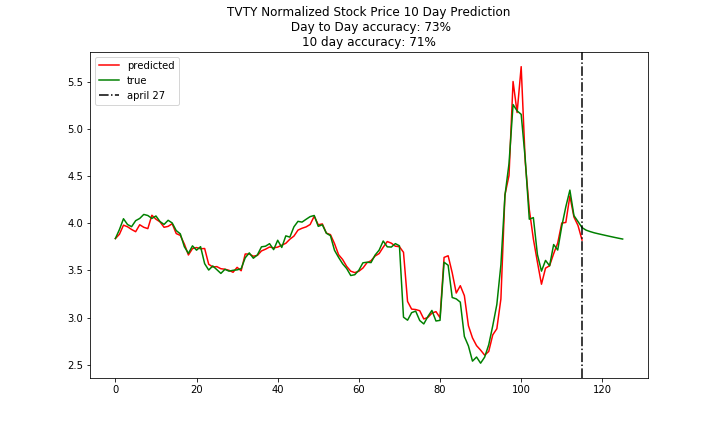 TVTY Normalized Stock Price 10 Day Prediction
Day to Day accuracy: 73%
10 day accuracy: 71%
predicted
true
april 27
5.5
5.0
4.5
4.0
3.5
3.0
2.5
0 20 40 60 80 100 120